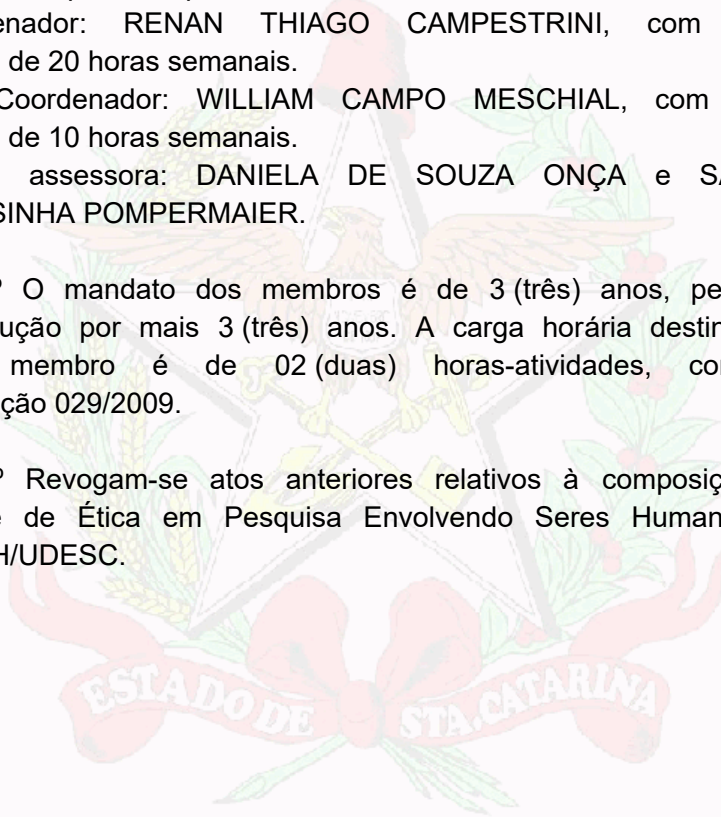 enador: RENAN THIAGO CAMPESTRINI, com
de 20 horas semanais.
Coordenador: WILLIAM CAMPO MESCHIAL, com
de 10 horas semanais.
assessora: DANIELA DE SOUZA ONÇA e SA
SINHA POMPERMAIER.
º O mandato dos membros é de 3 (três) anos, pe
ução por mais 3 (três) anos. A carga horária destin
membro é de 02 (duas) horas-atividades, co
ção 029/2009.
º Revogam-se atos anteriores relativos à composiç
e de Ética em Pesquisa Envolvendo Seres Human
H/UDESC.
ESTADO DE STA. CATARINA